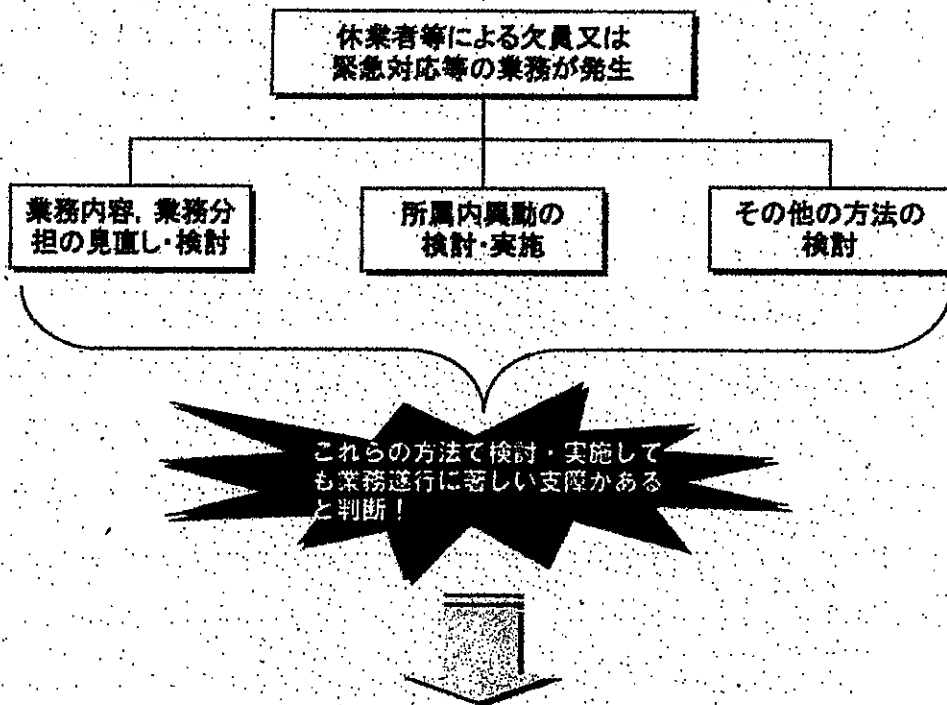 休業者等による欠員又は
緊急対応等の業務が発生
業務内容,業務分
担の見直し・検討
所属内異動の
検討・実施
その他の方法の
検討
これらの方法で検討・実施して
も業務遂行に著しい支障がある
と判断!